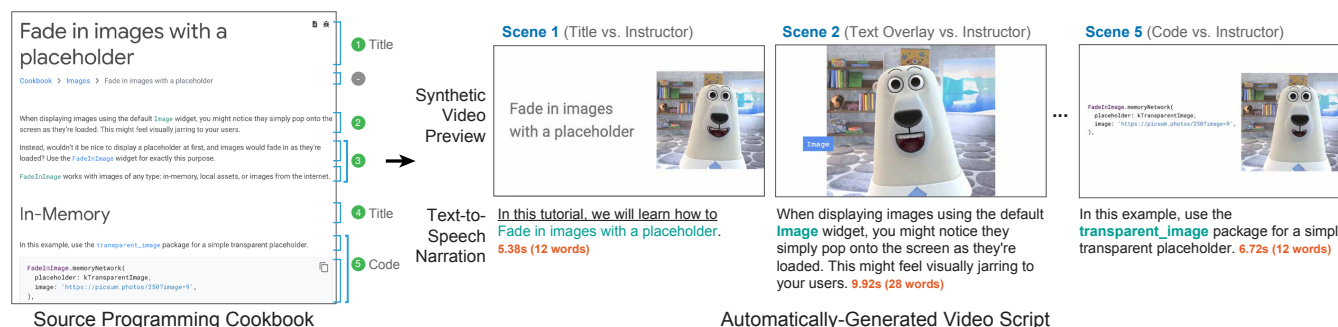 Fade in images with a
placeholder
Cookbook > Images > Fade in images with a placeholder
When displaying images using the default Image widget, you might notice they simply pop onto the
screen as they're loaded. This might feel visually jarring to your users.
Instead, wouldn't it be nice to display a placeholder at first, and images would fade in as they're
loaded? Use the FadeInImage widget for exactly this purpose.
FadeInImage works with images of any type: in-memory, local assets, or images from the internet.
In-Memory
In this example, use the transparent_image package for a simple transparent placeholder.
FadeInImage.memoryNetwork(
placeholder: kTransparentImage,
image: 'https://picsum.photos/250?image=9',
),
1 Title
-
2
3
4 Title
5 Code
Source Programming Cookbook
Synthetic
Video
Preview
Text-to-
Speech
Narration
Scene 1 (Title vs. Instructor)
Fade in images
with a placeholder
In this tutorial, we will learn how to
Fade in images with a placeholder.
5.38s (12 words)
Scene 2 (Text Overlay vs. Instructor)
Image
When displaying images using the default
Image widget, you might notice they
simply pop onto the screen as they're
loaded. This might feel visually jarring to
your users. 9.92s (28 words)
...
Scene 5 (Code vs. Instructor)
FadeInImage.memoryNetwork(
placeholder: kTransparentImage,
image: 'https://picsum.photos/250?image=9',
),
In this example, use the
transparent_image package for a simpl
transparent placeholder. 6.72s (12 words)
Automatically-Generated Video Script